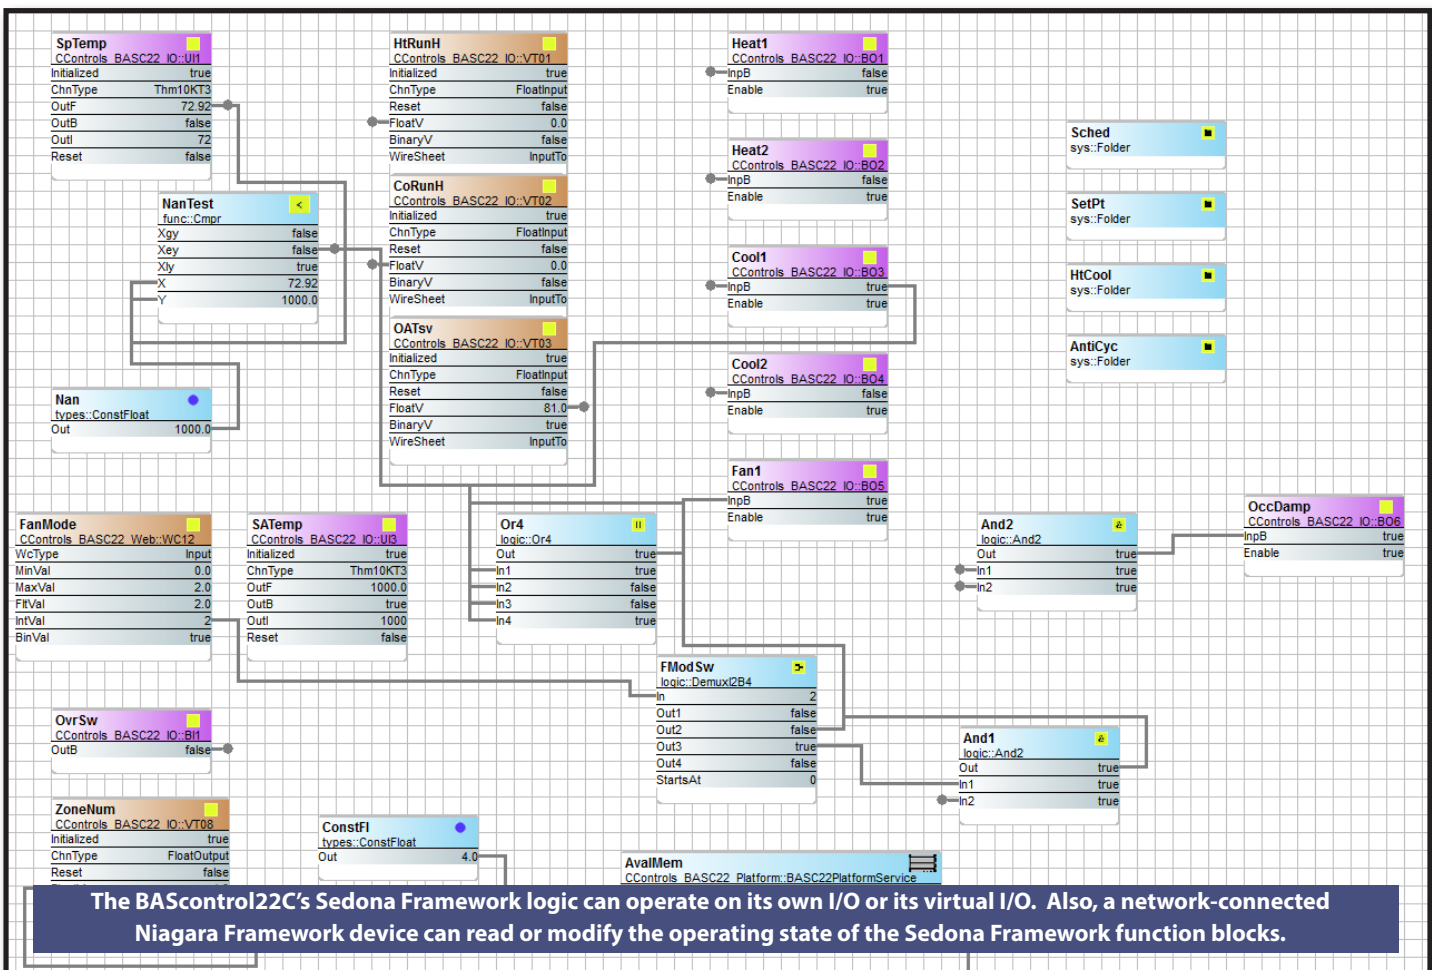 SpTemp
CControls_BASC22_IO::UI1
Initialized true
ChnType Thm10KT3
OutF 72.92
OutB false
OutI 72
Reset false
HtRunH
CControls_BASC22_IO::VT01
Initialized true
ChnType FloatInput
Reset false
FloatV 0.0
BinaryV false
WireSheet InputTo
Heat1
CControls_BASC22_IO::BO1
InpB false
Enable true
Heat2
CControls_BASC22_IO::BO2
InpB false
Enable true
Sched
sys::Folder
SetPt
sys::Folder
HtCool
sys::Folder
AntiCyc
sys::Folder
NanTest
func::Cmpr
Xgy false
Xey false
Xly true
X 72.92
Y 1000.0
CoRunH
CControls_BASC22_IO::VT02
Initialized true
ChnType FloatInput
Reset false
FloatV 0.0
BinaryV false
WireSheet InputTo
Cool1
CControls_BASC22_IO::BO3
InpB true
Enable true
OATsv
CControls_BASC22_IO::VT03
Initialized true
ChnType FloatInput
Reset false
FloatV 81.0
BinaryV true
WireSheet InputTo
Cool2
CControls_BASC22_IO::BO4
InpB false
Enable true
Nan
types::ConstFloat
Out 1000.0
Fan1
CControls_BASC22_IO::BO5
InpB true
Enable true
FanMode
CControls_BASC22_Web::WC12
WcType Input
MinVal 0.0
MaxVal 2.0
FltVal 2.0
IntVal 2
BinVal true
SATemp
CControls_BASC22_IO::UI3
Initialized true
ChnType Thm10KT3
OutF 1000.0
OutB true
OutI 1000
Reset false
Or4
logic::Or4
Out true
In1 true
In2 false
In3 false
In4 true
And2
logic::And2
Out true
In1 true
In2 true
OccDamp
CControls_BASC22_IO::BO6
InpB true
Enable true
FModSw
logic::DemuxI2B4
In 2
Out1 false
Out2 false
Out3 true
Out4 false
StartsAt 0
OvrSw
CControls_BASC22_IO::BI1
OutB false
And1
logic::And2
Out true
In1 true
In2 true
ZoneNum
CControls_BASC22_IO::VT08
Initialized true
ChnType FloatOutput
Reset false
ConstFl
types::ConstFloat
Out 4.0
AvalMem
CControls_BASC22_Platform::BASC22PlatformService
The BAScontrol22C's Sedona Framework logic can operate on its own I/O or its virtual I/O. Also, a network-connected
Niagara Framework device can read or modify the operating state of the Sedona Framework function blocks.